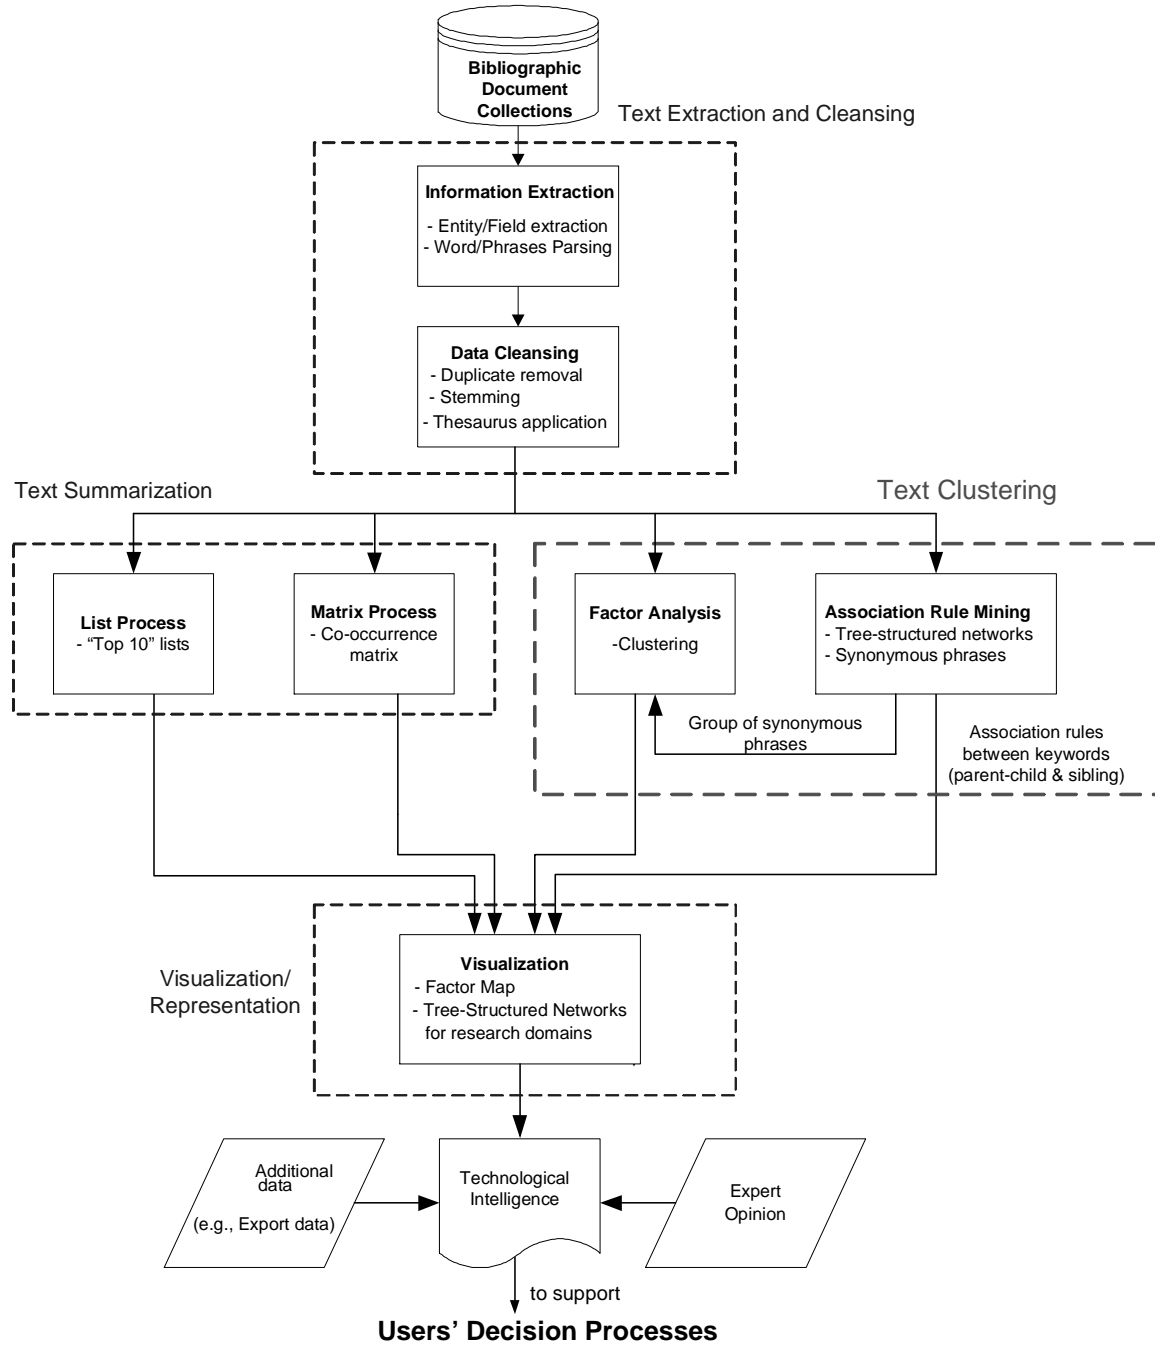 Bibliographic
Document
Collections
Text Extraction and Cleansing
Information Extraction
- Entity/Field extraction
- Word/Phrases Parsing
Data Cleansing
- Duplicate removal
- Stemming
- Thesaurus application
Text Summarization
Text Clustering
List Process
- “Top 10” lists
Matrix Process
- Co-occurrence
matrix
Factor Analysis
-Clustering
Association Rule Mining
- Tree-structured networks
- Synonymous phrases
Group of synonymous
phrases
Association rules
between keywords
(parent-child & sibling)
Visualization/
Representation
Visualization
- Factor Map
- Tree-Structured Networks
for research domains
Additional
data
(e.g., Export data)
Technological
Intelligence
Expert
Opinion
to support
Users’ Decision Processes